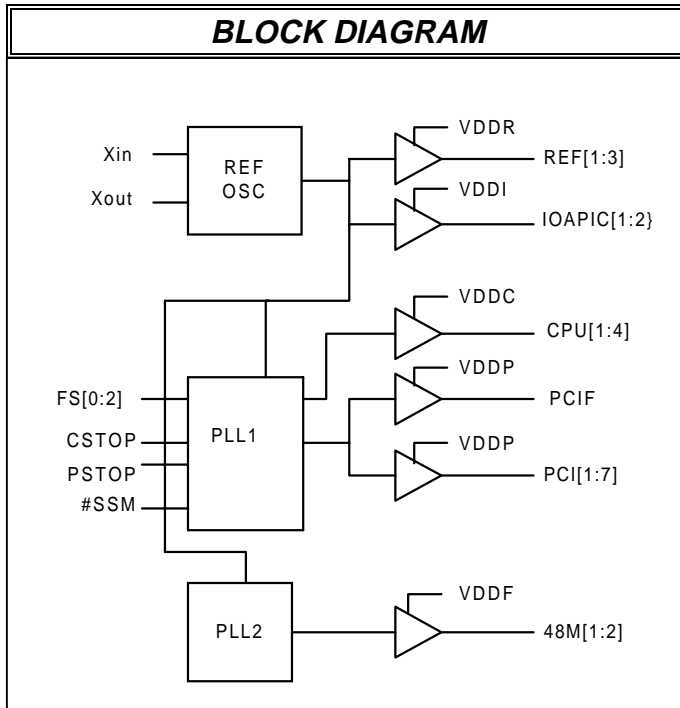 BLOCK DIAGRAM
Xin
Xout
REF
OSC
VDDR
REF[1:3]
VDDI
IOAPIC[1:2}
VDDC
CPU[1:4]
VDDP
PCIF
VDDP
PCI[1:7]
FS[0:2]
CSTOP
PSTOP
#SSM
PLL1
PLL2
VDDF
48M[1:2]